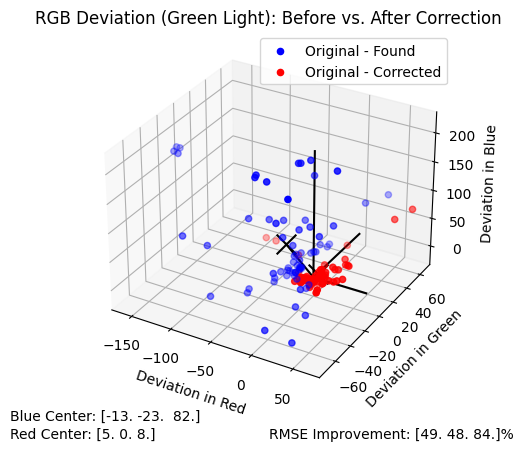 RGB Deviation (Green Light): Before vs. After Correction
Original - Found
Original - Corrected
200
150
100
50
0
Deviation in Blue
60
40
20
0
−20
−40
−60
Deviation in Green
−150
−100
−50
0
50
Deviation in Red
Blue Center: [-13. -23.  82.]
Red Center: [5. 0. 8.]
RMSE Improvement: [49. 48. 84.]%